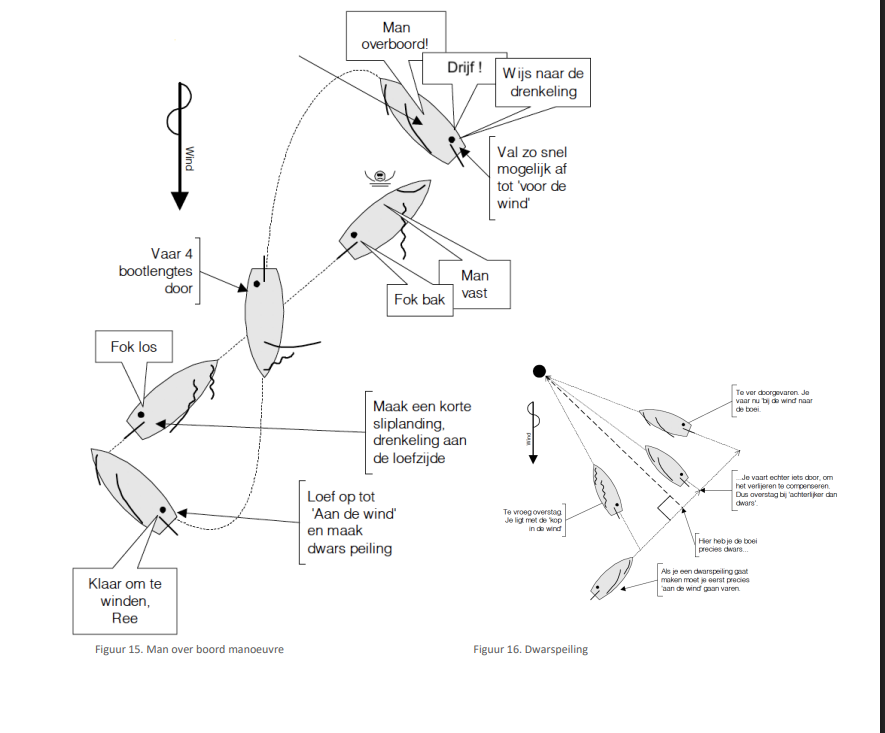 Man
overboord!
Drijf !
Wijs naar de
drenkeling
Wind
Val zo snel
mogelijk af
tot 'voor de
wind'
Vaar 4
bootlengtes
door
Man
vast
Fok bak
Fok los
Maak een korte
sliplanding,
drenkeling aan
de loefzijde
Loef op tot
'Aan de wind'
en maak
dwars peiling
Klaar om te
winden,
Ree
Figuur 15. Man over boord manoeuvre
Te ver doorgevaren. Je
vaar nu 'bij de wind' naar
de boei.
Wind
...Je vaart echter iets door, om
het verlijeren te compenseren.
Dus overstag bij 'achterlijker dan
dwars'.
Te vroeg overstag.
Je ligt met de 'kop
in de wind'
Hier heb je de boei
precies dwars...
Als je een dwarspeiling gaat
maken moet je eerst precies
'aan de wind' gaan varen.
Figuur 16. Dwarspeiling